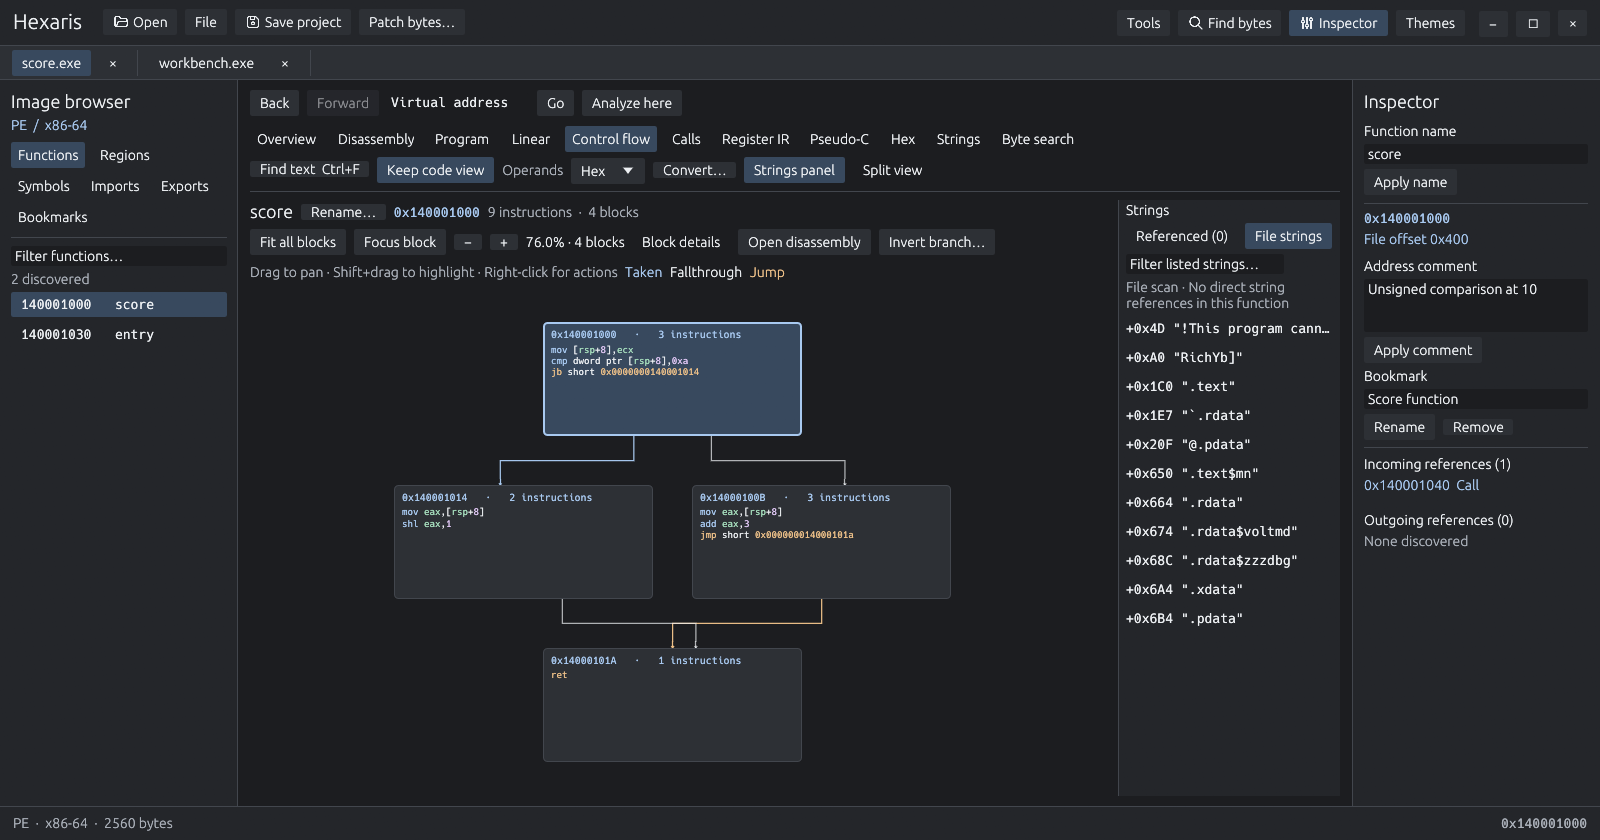 Hexaris Open File Save project Patch bytes... Tools Find bytes Inspector Themes
score.exe × workbench.exe ×
Image browser
PE / x86-64
Functions Regions
Symbols Imports Exports
Bookmarks
Filter functions...
2 discovered
140001000 score
140001030 entry
Back Forward Virtual address Go Analyze here
Overview Disassembly Program Linear Control flow Calls Register IR Pseudo-C Hex Strings Byte search
Find text Ctrl+F Keep code view Operands Hex Convert... Strings panel Split view
score Rename... 0x140001000 9 instructions · 4 blocks
Fit all blocks Focus block − + 76.0% · 4 blocks Block details Open disassembly Invert branch...
Drag to pan · Shift+drag to highlight · Right-click for actions Taken Fallthrough Jump
0x140001000 · 3 instructions
mov [rsp+8],ecx
cmp dword ptr [rsp+8],0xa
jb short 0x0000000140001014
0x140001014 · 2 instructions
mov eax,[rsp+8]
shl eax,1
0x14000100B · 3 instructions
mov eax,[rsp+8]
add eax,3
jmp short 0x000000014000101a
0x14000101A · 1 instructions
ret
Strings
Referenced (0) File strings
Filter listed strings...
File scan · No direct string
references in this function
+0x4D "!This program cann...
+0xA0 "RichYb]"
+0x1C0 ".text"
+0x1E7 "`.rdata"
+0x20F "@.pdata"
+0x650 ".text$mn"
+0x664 ".rdata"
+0x674 ".rdata$voltmd"
+0x68C ".rdata$zzzdbg"
+0x6A4 ".xdata"
+0x6B4 ".pdata"
Inspector
Function name
score
Apply name
0x140001000
File offset 0x400
Address comment
Unsigned comparison at 10
Apply comment
Bookmark
Score function
Rename Remove
Incoming references (1)
0x140001040 Call
Outgoing references (0)
None discovered
PE · x86-64 · 2560 bytes 0x140001000